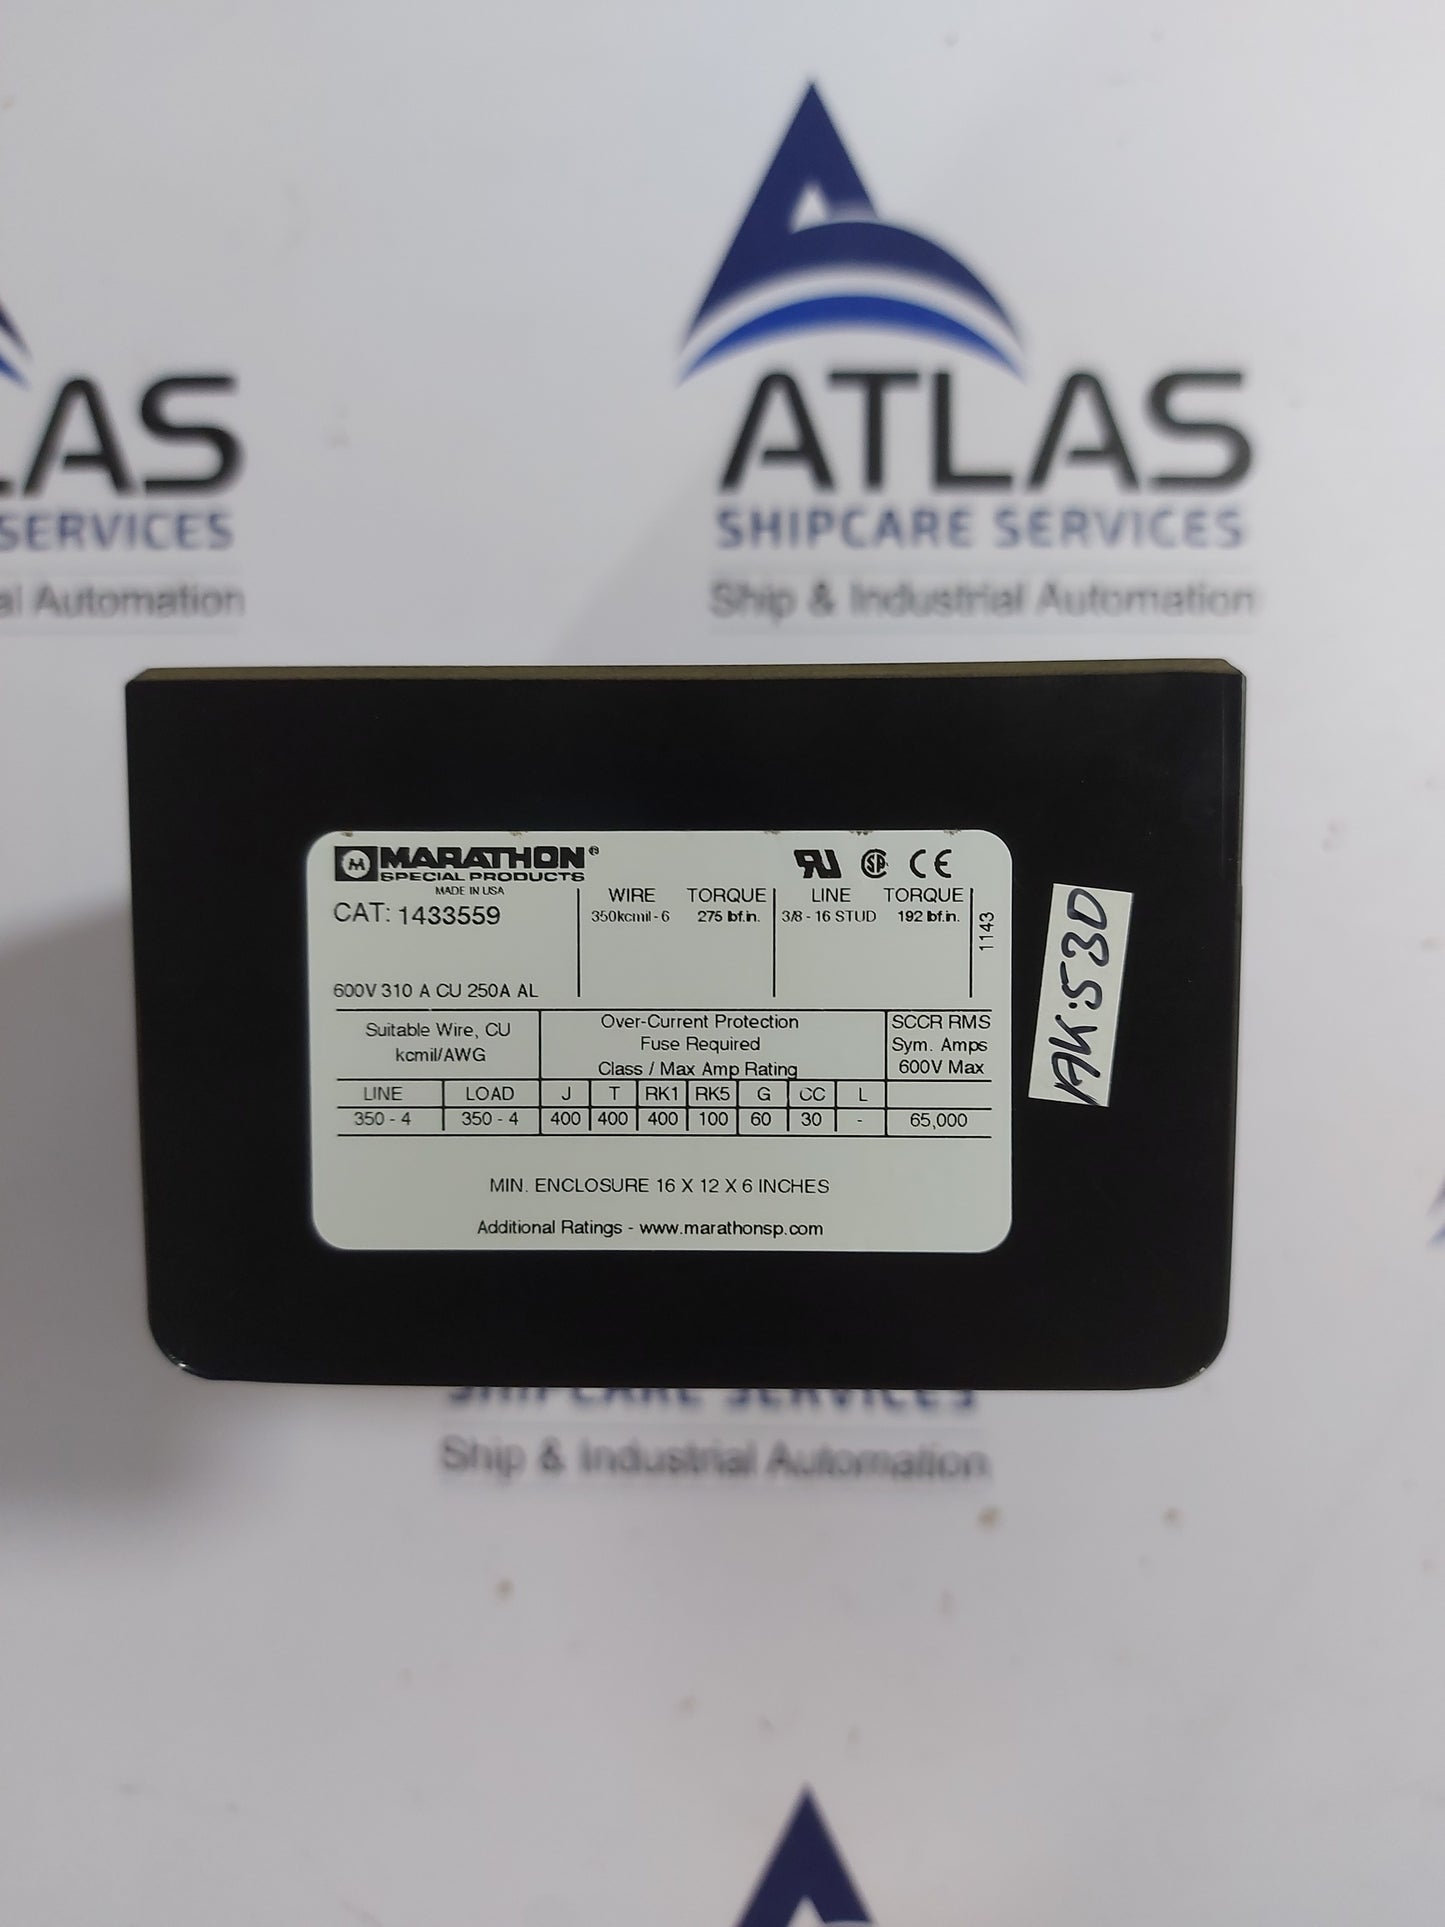 ATLAS
SHIPCARE SERVICES
Ship & Industrial Automation
LAS
SERVICES
al Automation
MARATHON®
SPECIAL PRODUCTS
MADE IN USA
CAT: 1433559
600V 310 A CU 250A AL
WIRE TORQUE LINE TORQUE
350kcmil - 6 275 lbf.in. 3/8 - 16 STUD 192 lbf.in.
1143
Suitable Wire, CU
kcmil/AWG
Over-Current Protection
Fuse Required
Class / Max Amp Rating
SCCR RMS
Sym. Amps
600V Max
LINE LOAD J T RK1 RK5 G CC L
350 - 4 350 - 4 400 400 400 100 60 30 - 65,000
MIN. ENCLOSURE 16 X 12 X 6 INCHES
Additional Ratings - www.marathonsp.com
AK:53D
SHIPCARE SERVICES
Ship & Industrial Automation